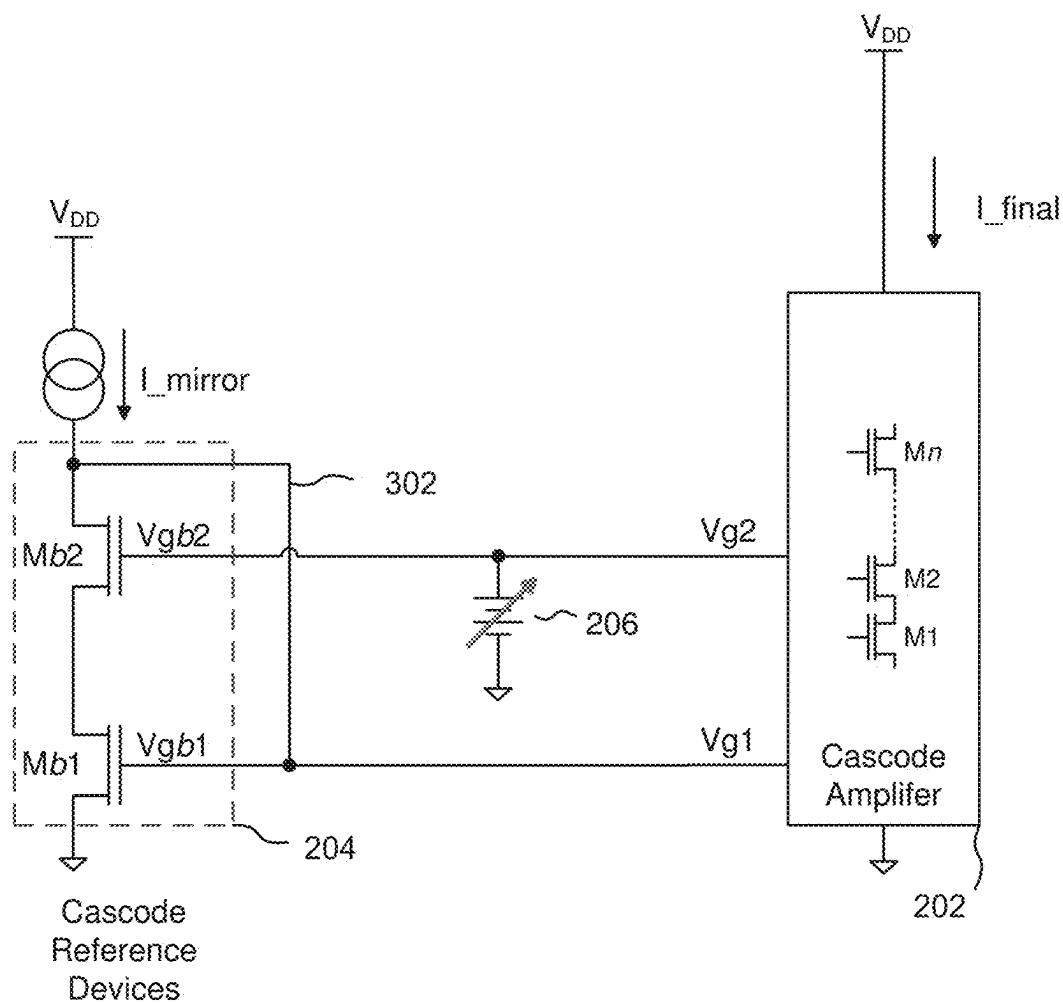 V_DD
I_final
V_DD
I_mirror
302
Mn
Mb2
Vgb2
Vg2
M2
206
M1
Mb1
Vgb1
Vg1
Cascode
Amplifer
204
202
Cascode
Reference
Devices